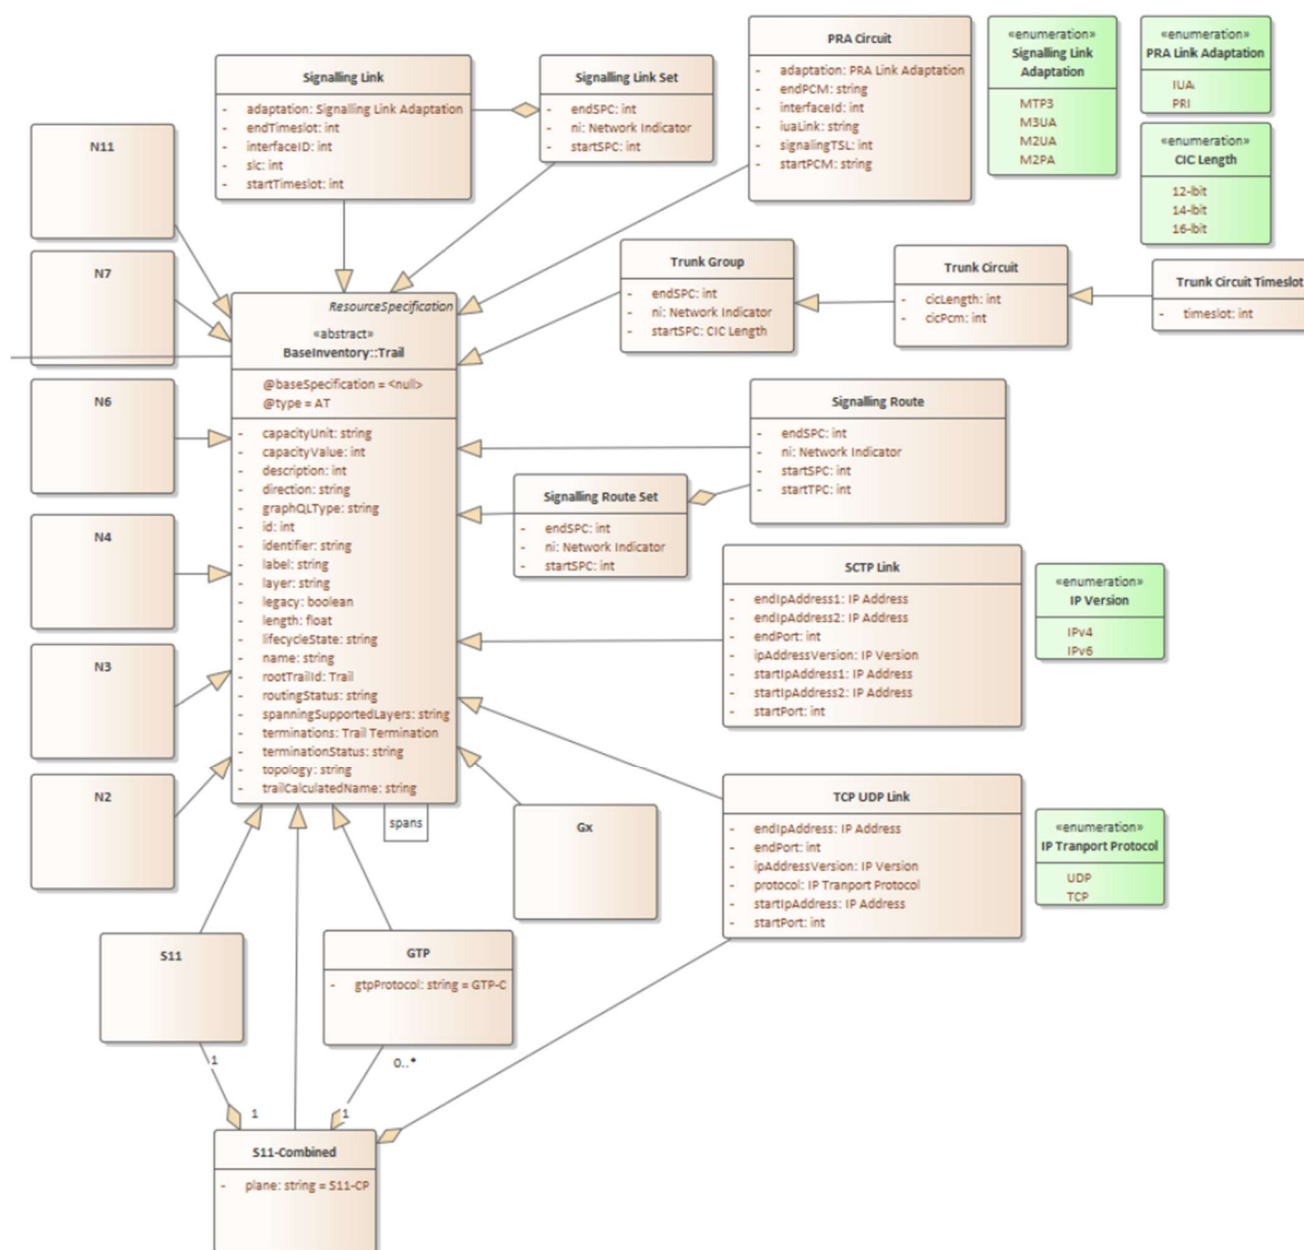 Signalling Link
- adaptation: Signalling Link Adaptation
- endTimeslot: int
- interfaceID: int
- slc: int
- startTimeslot: int
Signalling Link Set
- endSPC: int
- ni: Network Indicator
- startSPC: int
PRA Circuit
- adaptation: PRA Link Adaptation
- endPCM: string
- interfaceId: int
- iuaLink: string
- signalingTSL: int
- startPCM: string
«enumeration»
Signalling Link
Adaptation
MTP3
M3UA
M2UA
M2PA
«enumeration»
PRA Link Adaptation
IUA
PRI
«enumeration»
CIC Length
12-bit
14-bit
16-bit
N11
N7
N6
N4
N3
N2
ResourceSpecification
«abstract»
BaseInventory::Trail
@baseSpecification = <null>
@type = AT
- capacityUnit: string
- capacityValue: int
- description: int
- direction: string
- graphQLType: string
- id: int
- identifier: string
- label: string
- layer: string
- legacy: boolean
- length: float
- lifecycleState: string
- name: string
- rootTrailId: Trail
- routingStatus: string
- spanningSupportedLayers: string
- terminations: Trail Termination
- terminationStatus: string
- topology: string
- trailCalculatedName: string
spans
Trunk Group
- endSPC: int
- ni: Network Indicator
- startSPC: CIC Length
Trunk Circuit
- cicLength: int
- cicPcm: int
Trunk Circuit Timeslot
- timeslot: int
Signalling Route
- endSPC: int
- ni: Network Indicator
- startSPC: int
- startTPC: int
Signalling Route Set
- endSPC: int
- ni: Network Indicator
- startSPC: int
SCTP Link
- endIpAddress1: IP Address
- endIpAddress2: IP Address
- endPort: int
- ipAddressVersion: IP Version
- startIpAddress1: IP Address
- startIpAddress2: IP Address
- startPort: int
«enumeration»
IP Version
IPv4
IPv6
TCP UDP Link
- endIpAddress: IP Address
- endPort: int
- ipAddressVersion: IP Version
- protocol: IP Tranport Protocol
- startIpAddress: IP Address
- startPort: int
«enumeration»
IP Tranport Protocol
UDP
TCP
Gx
S11
GTP
- gtpProtocol: string = GTP-C
1
0..*
1
1
S11-Combined
- plane: string = S11-CP